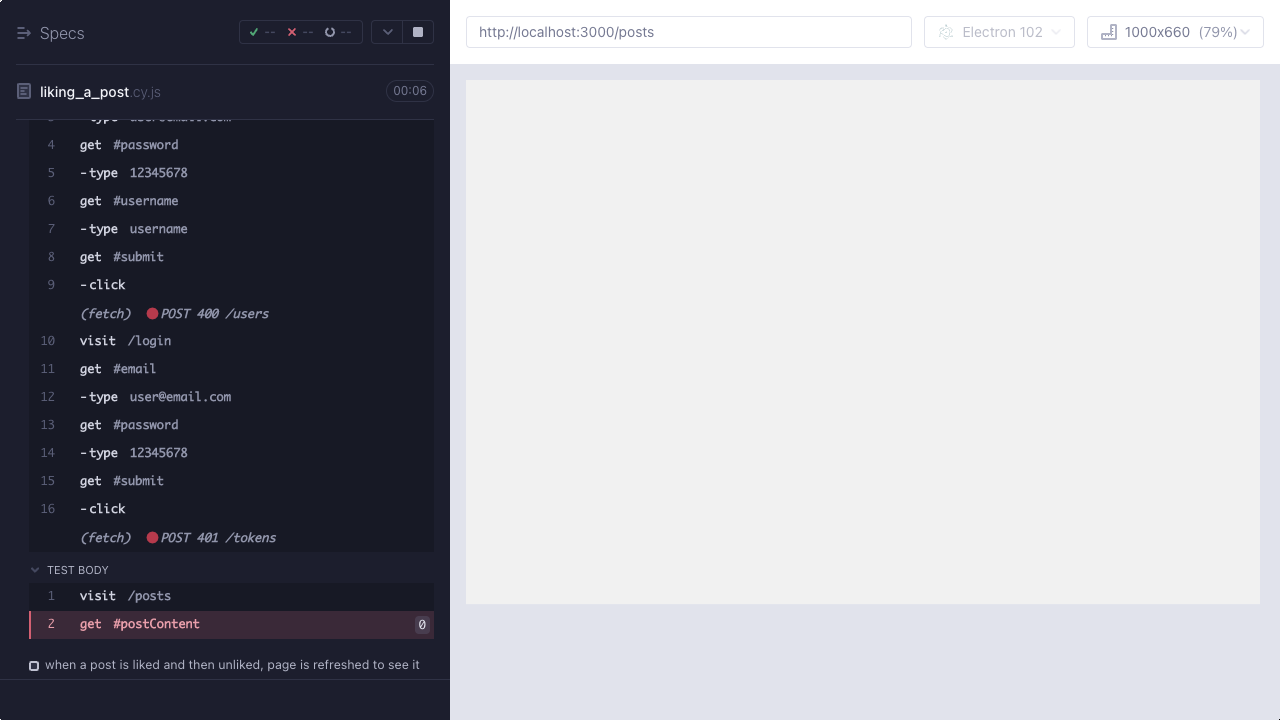 Specs
-- -- --
liking_a_post.cy.js 00:06
4 get #password
5 -type 12345678
6 get #username
7 -type username
8 get #submit
9 -click
(fetch) POST 400 /users
10 visit /login
11 get #email
12 -type user@email.com
13 get #password
14 -type 12345678
15 get #submit
16 -click
(fetch) POST 401 /tokens
TEST BODY
1 visit /posts
2 get #postContent 0
when a post is liked and then unliked, page is refreshed to see it
http://localhost:3000/posts
Electron 102
1000x660 (79%)